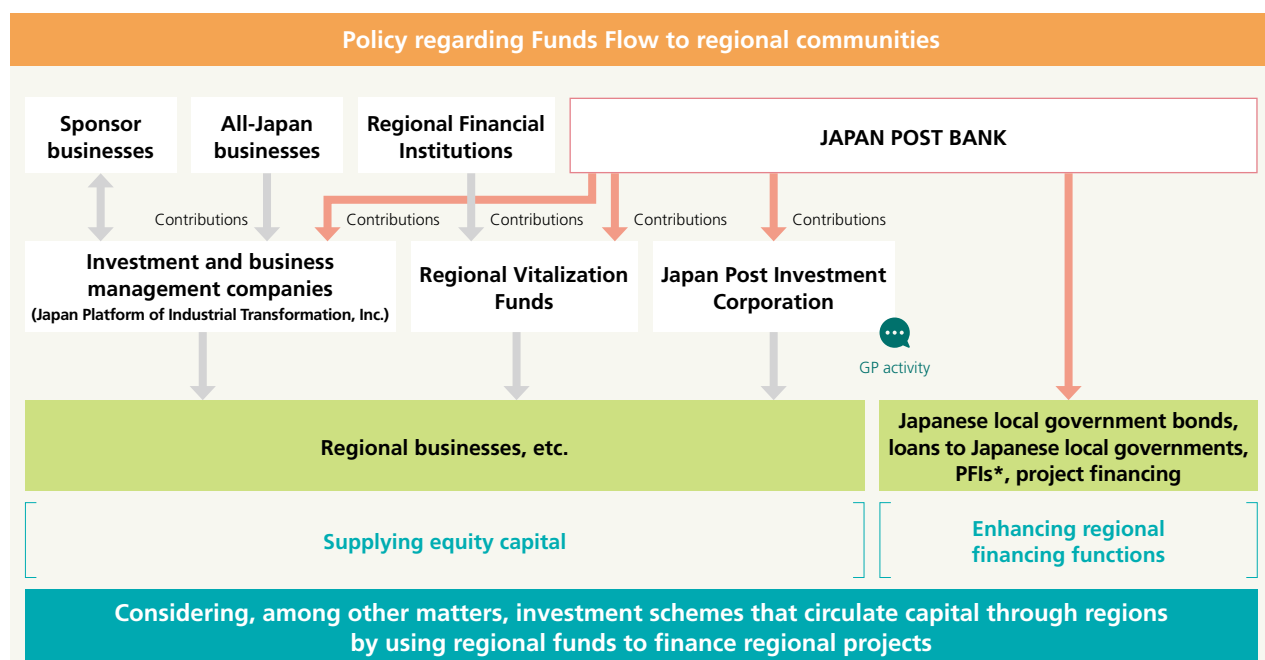 Policy regarding Funds Flow to regional communities
Sponsor
businesses
All-Japan
businesses
Regional Financial
Institutions
JAPAN POST BANK
Contributions
Contributions
Contributions
Contributions
Contributions
Investment and business
management companies
(Japan Platform of Industrial Transformation, Inc.)
Regional Vitalization
Funds
Japan Post Investment
Corporation
GP activity
Regional businesses, etc.
Japanese local government bonds,
loans to Japanese local governments,
PFIs*, project financing
Supplying equity capital
Enhancing regional
financing functions
Considering, among other matters, investment schemes that circulate capital through regions
by using regional funds to finance regional projects